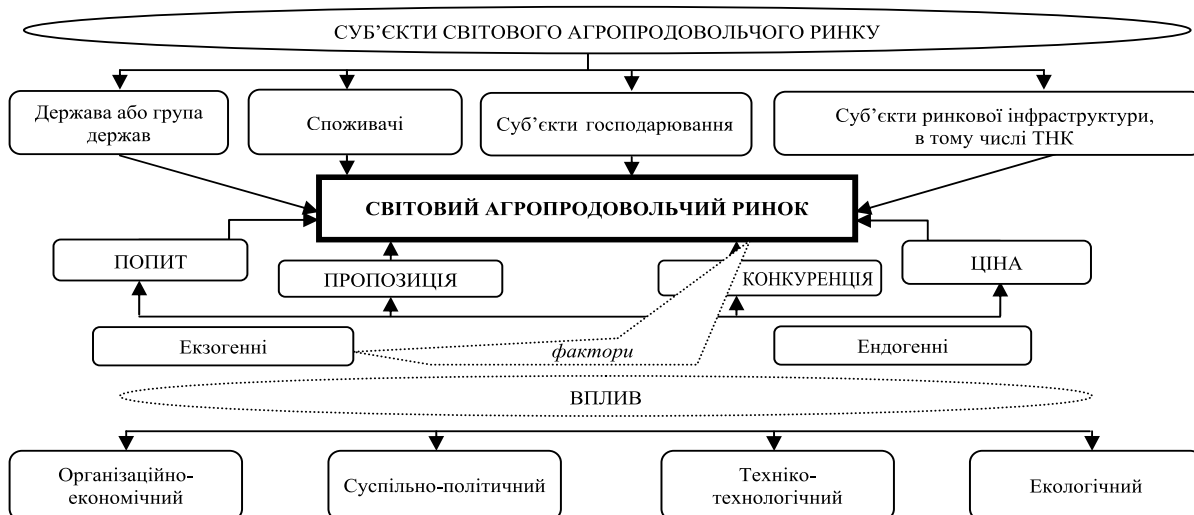 СУБ’ЄКТИ СВІТОВОГО АГРОПРОДОВОЛЬЧОГО РИНКУ
Держава або група
держав
Споживачі
Суб’єкти господарювання
Суб’єкти ринкової інфраструктури,
в тому числі ТНК
СВІТОВИЙ АГРОПРОДОВОЛЬЧИЙ РИНОК
ПОПИТ
ПРОПОЗИЦІЯ
КОНКУРЕНЦІЯ
ЦІНА
Екзогенні
фактори
Ендогенні
ВПЛИВ
Організаційно-
економічний
Суспільно-політичний
Техніко-
технологічний
Екологічний